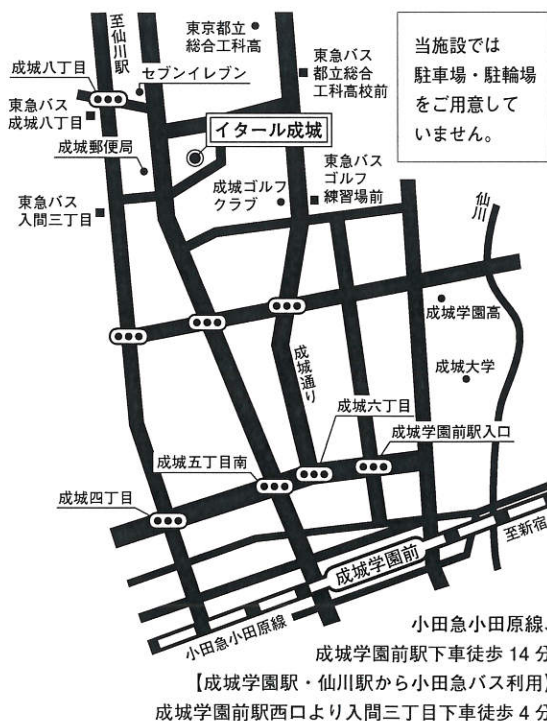 至仙川駅
東京都立
総合工科高
成城八丁目
セブンイレブン
東急バス
都立総合
工科高校前
当施設では
駐車場・駐輪場
をご用意して
いません。
東急バス
成城八丁目
イタール成城
成城郵便局
東急バス
ゴルフ
練習場前
成城ゴルフ
クラブ
東急バス
入間三丁目
仙川
成城学園高
成城通り
成城大学
成城六丁目
成城学園前駅入口
成城五丁目南
成城四丁目
至新宿
成城学園前
小田急小田原線
小田急小田原線、
成城学園前駅下車徒歩 14 分
【成城学園駅・仙川駅から小田急バス利用】
成城学園前駅西口より入間三丁目下車徒歩 4 分